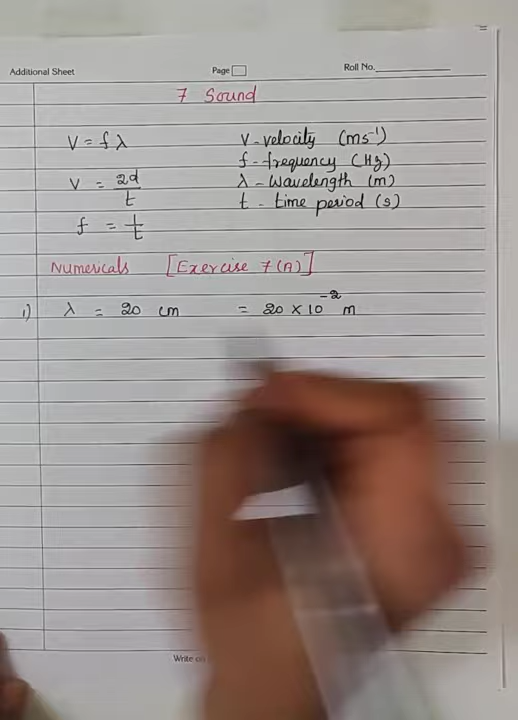 Additional Sheet Page Roll No.
7 Sound
V = fλ V - velocity (ms⁻¹)
f - frequency (Hz)
V = 2d/t λ - Wavelength (m)
t - time period (s)
f = 1/t
Numericals [Exercise 7(A)]
1) λ = 20 cm = 20 × 10⁻² m
Write on